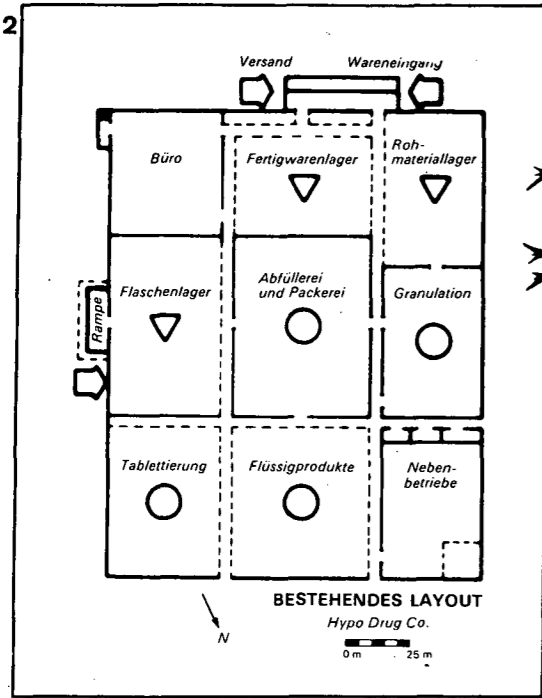 2
Versand
Wareneingang
Büro
Fertigwarenlager
Roh-
materiallager
Flaschenlager
Abfüllerei
und Packerei
Granulation
Rampe
Tablettierung
Flüssigprodukte
Neben-
betriebe
BESTEHENDES LAYOUT
Hypo Drug Co.
N
0 m 25 m